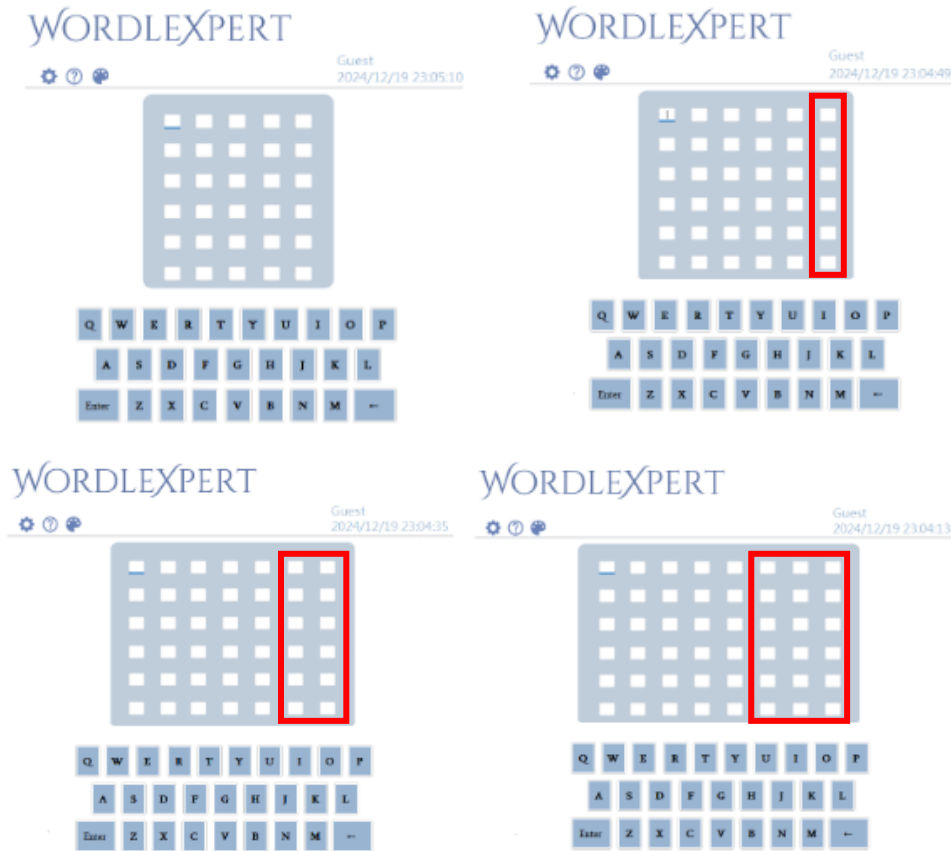 WORDLEXPERT
Guest
2024/12/19 23:05:10
Q W E R T Y U I O P
A S D F G H J K L
Enter Z X C V B N M ←
WORDLEXPERT
Guest
2024/12/19 23:04:49
Q W E R T Y U I O P
A S D F G H J K L
Enter Z X C V B N M ←
WORDLEXPERT
Guest
2024/12/19 23:04:35
Q W E R T Y U I O P
A S D F G H J K L
Enter Z X C V B N M ←
WORDLEXPERT
Guest
2024/12/19 23:04:13
Q W E R T Y U I O P
A S D F G H J K L
Enter Z X C V B N M ←